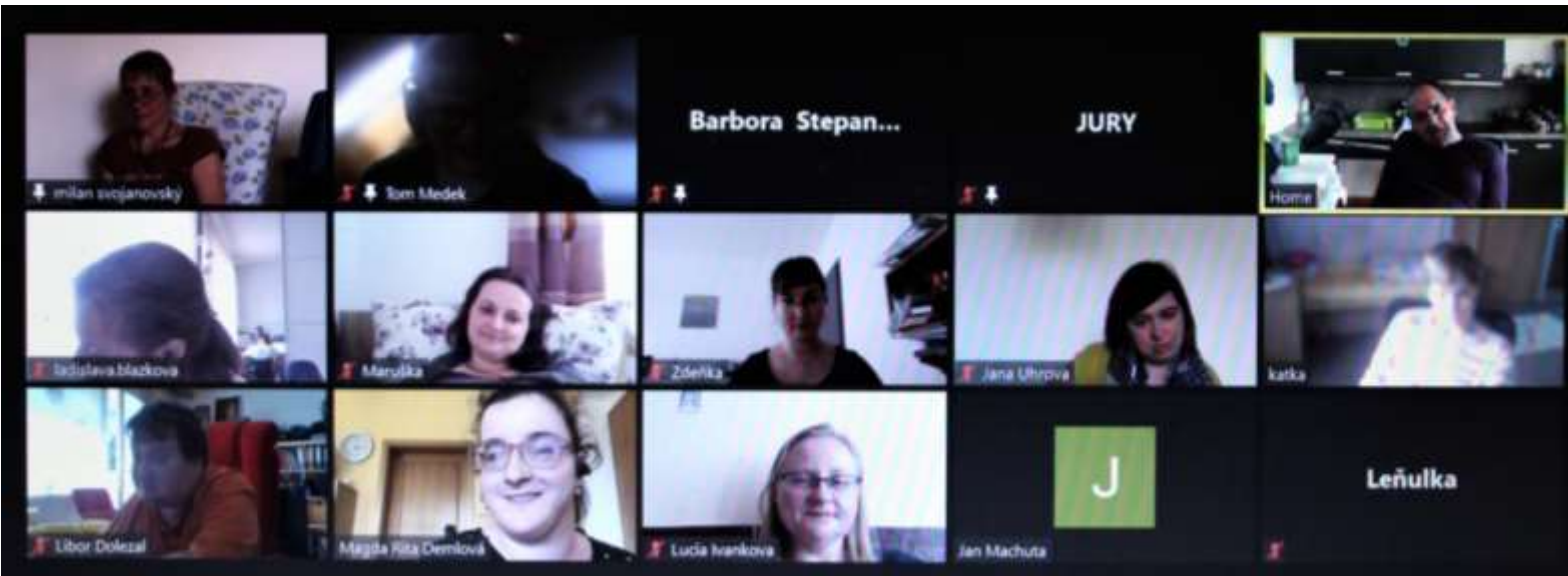 milan svojanovský
Tom Medek
Barbora Stepan...
JURY
Home
ladislava.blazkova
Maruška
Zdeňka
Jana Uhrova
katka
Libor Dolezal
Magda Rita Demlová
Lucia Ivankova
J
Jan Machuta
Leňulka